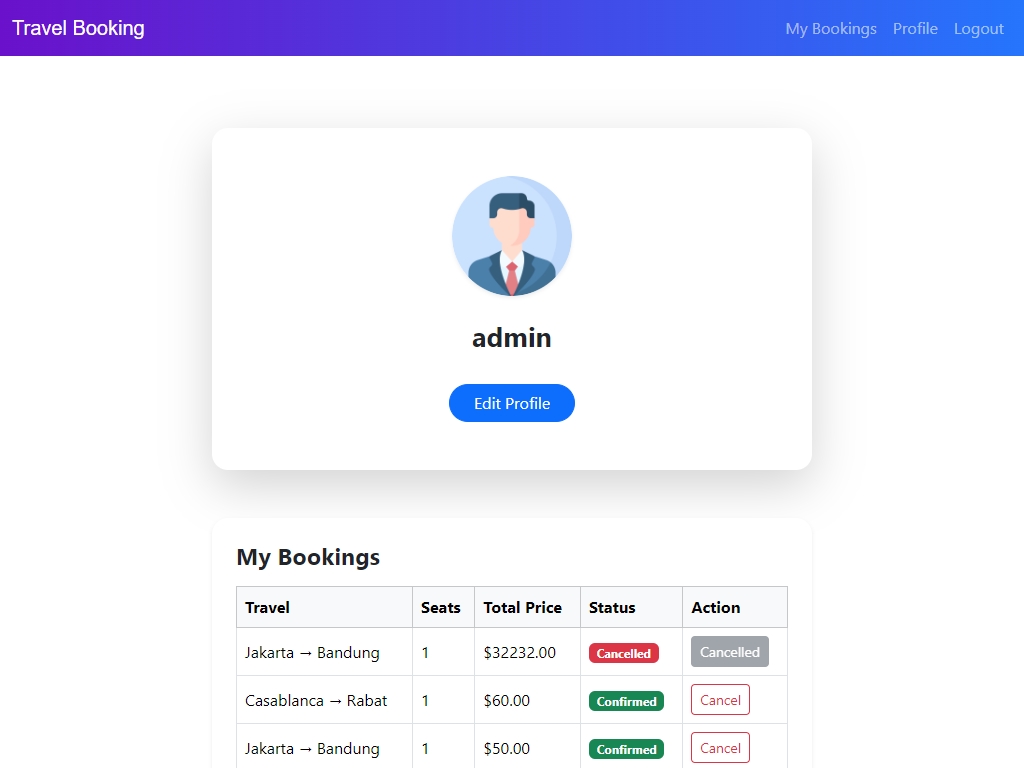 Travel Booking My Bookings Profile Logout
admin
Edit Profile
My Bookings
Travel Seats Total Price Status Action
Jakarta → Bandung 1 $32232.00 Cancelled Cancelled
Casablanca → Rabat 1 $60.00 Confirmed Cancel
Jakarta → Bandung 1 $50.00 Confirmed Cancel